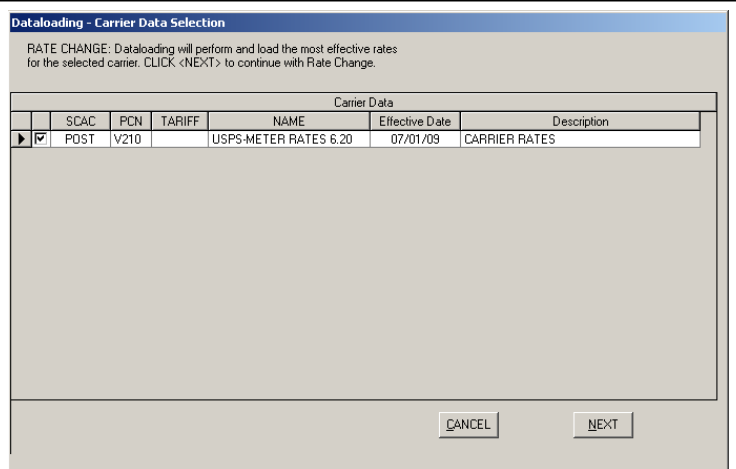 Dataloading - Carrier Data Selection
RATE CHANGE: Dataloading will perform and load the most effective rates
for the selected carrier. CLICK <NEXT> to continue with Rate Change.
Carrier Data
SCAC PCN TARIFF NAME Effective Date Description
POST V210 USPS-METER RATES 6.20 07/01/09 CARRIER RATES
CANCEL NEXT